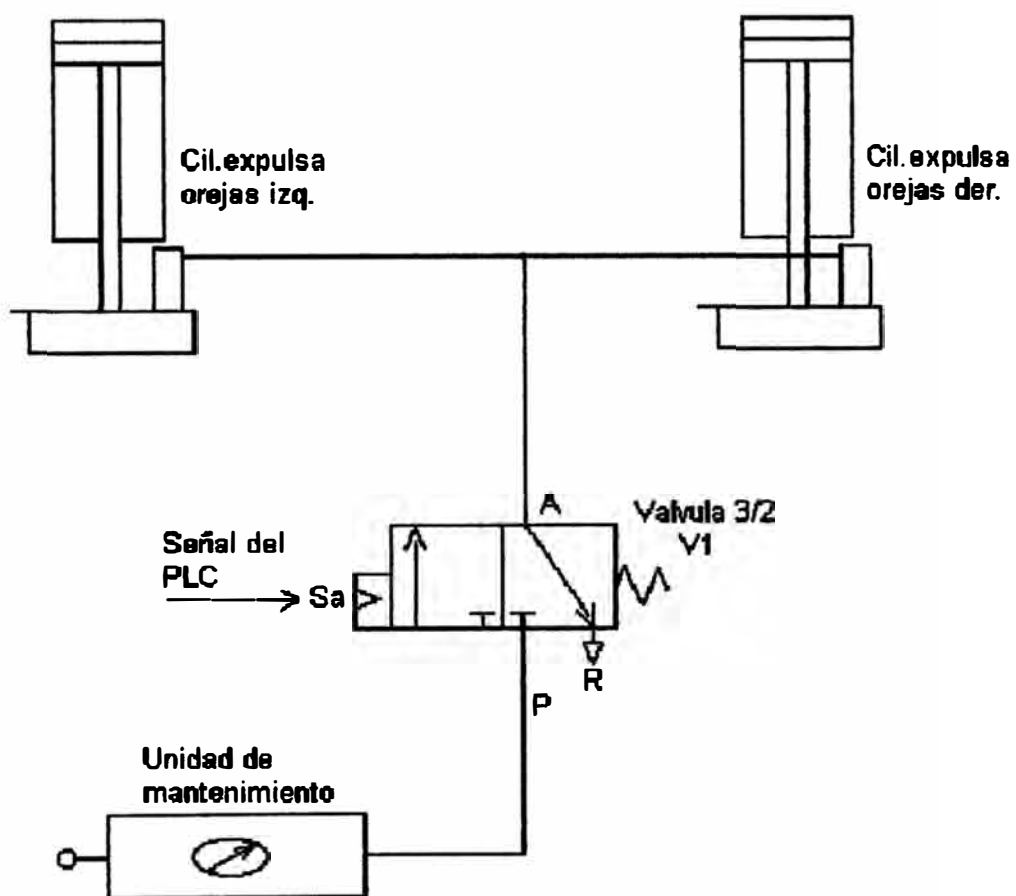 Cil.expulsa
orejas izq.
Cil.expulsa
orejas der.
A
Valvula 3/2
V1
Señal del
PLC
Sa
R
P
Unidad de
mantenimiento